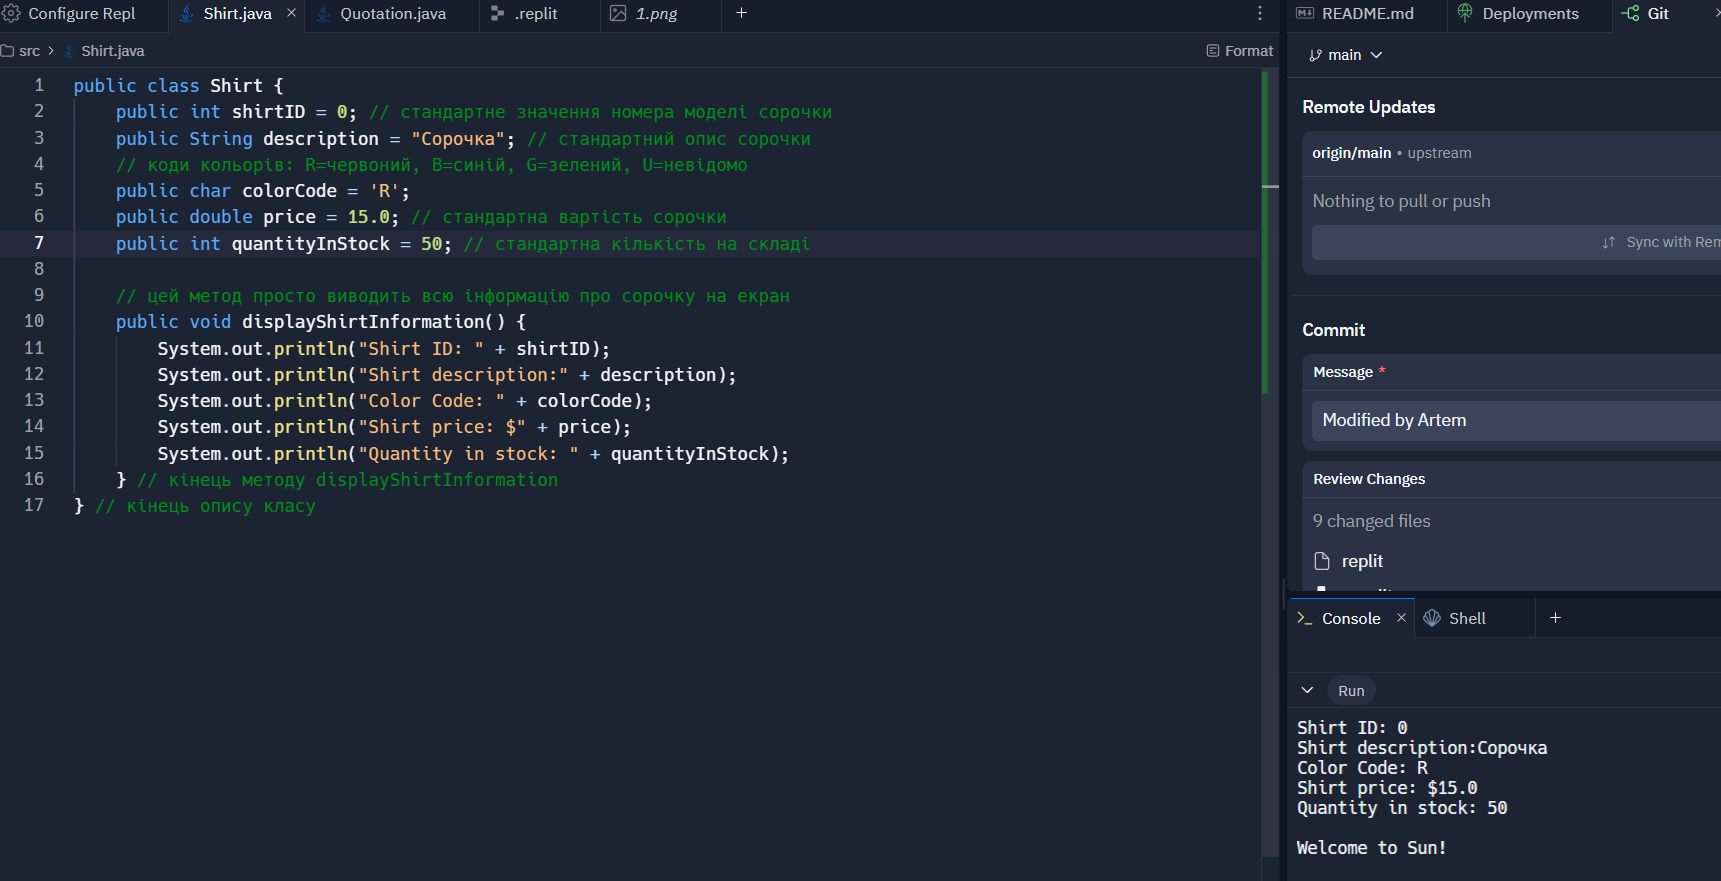 Configure Repl
Shirt.java
Quotation.java
.replit
1.png
src > Shirt.java
Format
1 public class Shirt {
2 public int shirtID = 0; // стандартне значення номера моделі сорочки
3 public String description = "Сорочка"; // стандартний опис сорочки
4 // коди кольорів: R=червоний, B=синій, G=зелений, U=невідомо
5 public char colorCode = 'R';
6 public double price = 15.0; // стандартна вартість сорочки
7 public int quantityInStock = 50; // стандартна кількість на складі
8
9 // цей метод просто виводить всю інформацію про сорочку на екран
10 public void displayShirtInformation() {
11 System.out.println("Shirt ID: " + shirtID);
12 System.out.println("Shirt description:" + description);
13 System.out.println("Color Code: " + colorCode);
14 System.out.println("Shirt price: $" + price);
15 System.out.println("Quantity in stock: " + quantityInStock);
16 } // кінець методу displayShirtInformation
17 } // кінець опису класу
README.md
Deployments
Git
main
Remote Updates
origin/main • upstream
Nothing to pull or push
Sync with Rem
Commit
Message *
Modified by Artem
Review Changes
9 changed files
replit
Console
Shell
Run
Shirt ID: 0
Shirt description:Сорочка
Color Code: R
Shirt price: $15.0
Quantity in stock: 50
Welcome to Sun!